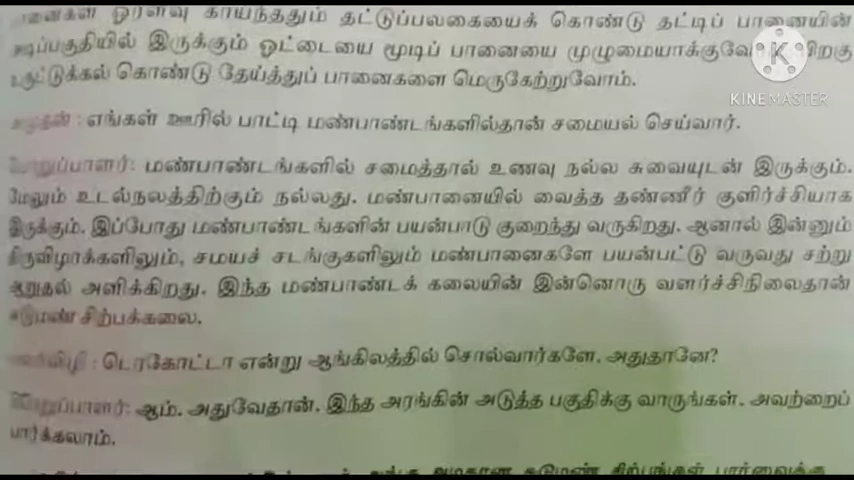 ஓரளவு காய்ந்ததும் தட்டுப்பலகையைக் கொண்டு தட்டிப் பானையின்
அடிப்பகுதியில் இருக்கும் ஓட்டையை மூடிப் பானையை முழுமையாக்குவோம்.
உருட்டுக்கல் கொண்டு தேய்த்துப் பானைகளை மெருகேற்றுவோம்.
KINEMASTER
எங்கள் ஊரில் பாட்டி மண்பாண்டங்களில்தான் சமையல் செய்வார்.
பொறுப்பாளர்: மண்பாண்டங்களில் சமைத்தால் உணவு நல்ல சுவையுடன் இருக்கும்.
மேலும் உடல்நலத்திற்கும் நல்லது. மண்பானையில் வைத்த தண்ணீர் குளிர்ச்சியாக
இருக்கும். இப்போது மண்பாண்டங்களின் பயன்பாடு குறைந்து வருகிறது. ஆனால் இன்னும்
திருவிழாக்களிலும், சமயச் சடங்குகளிலும் மண்பானைகளே பயன்பட்டு வருவது சற்று
ஆறுதல் அளிக்கிறது. இந்த மண்பாண்டக் கலையின் இன்னொரு வளர்ச்சிநிலைதான்
சுடுமண் சிற்பக்கலை.
டெரகோட்டா என்று ஆங்கிலத்தில் சொல்வார்களே. அதுதானே?
பொறுப்பாளர்: ஆம். அதுவேதான். இந்த அரங்கின் அடுத்த பகுதிக்கு வாருங்கள். அவற்றைப்
பார்க்கலாம்.